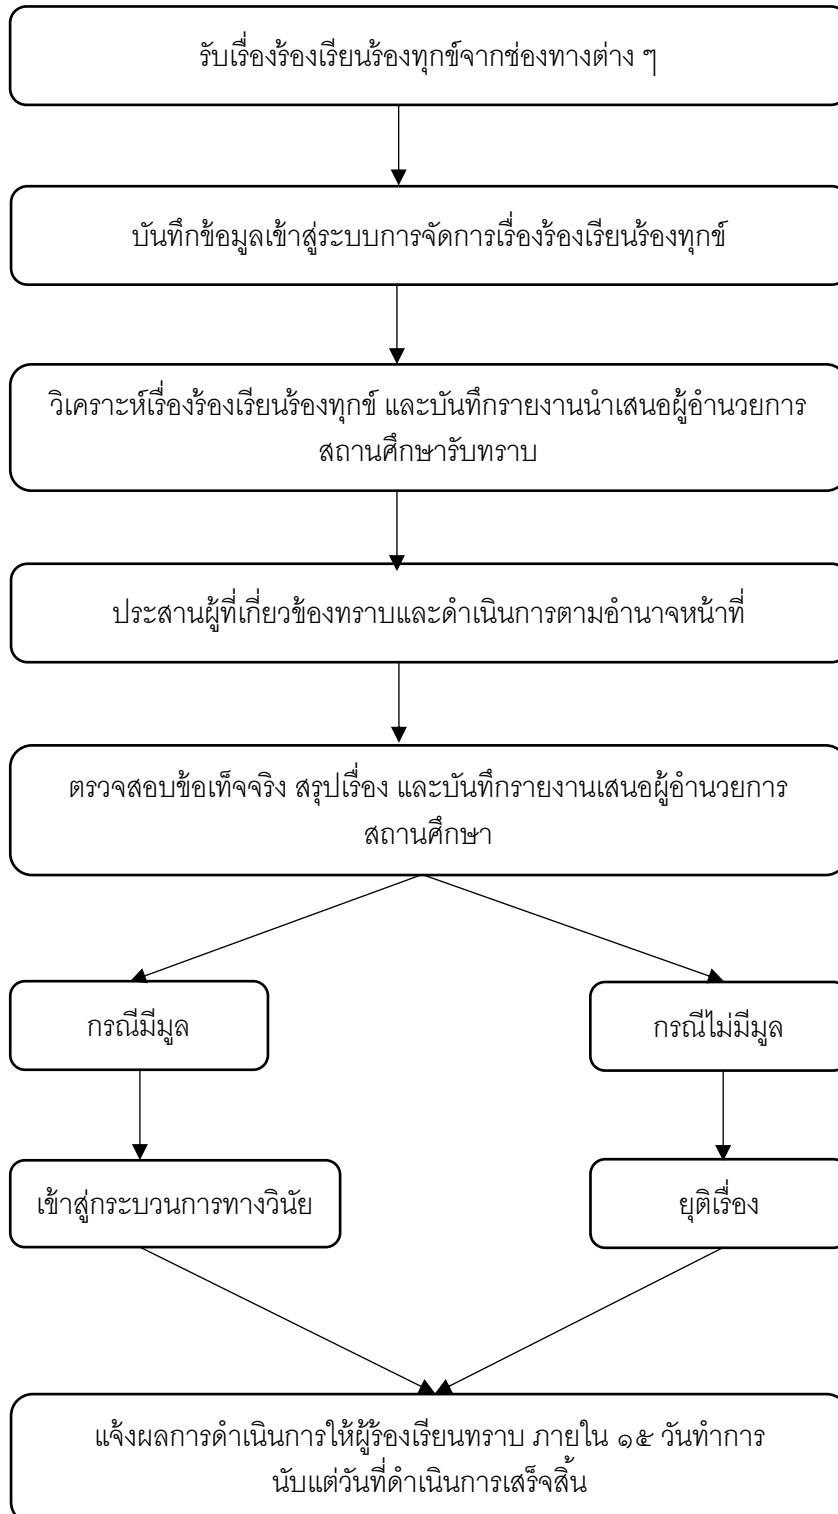 รับเรื่องร้องเรียนร้องทุกข์จากช่องทางต่าง ๆ
บันทึกข้อมูลเข้าสู่ระบบการจัดการเรื่องร้องเรียนร้องทุกข์
วิเคราะห์เรื่องร้องเรียนร้องทุกข์ และบันทึกรายงานนำเสนอผู้อำนวยการ
สถานศึกษารับทราบ
ประสานผู้ที่เกี่ยวข้องทราบและดำเนินการตามอำนาจหน้าที่
ตรวจสอบข้อเท็จจริง สรุปเรื่อง และบันทึกรายงานเสนอผู้อำนวยการ
สถานศึกษา
กรณีมีมูล
กรณีไม่มีมูล
เข้าสู่กระบวนการทางวินัย
ยุติเรื่อง
แจ้งผลการดำเนินการให้ผู้ร้องเรียนทราบ ภายใน ๑๕ วันทำการ
นับแต่วันที่ดำเนินการเสร็จสิ้น